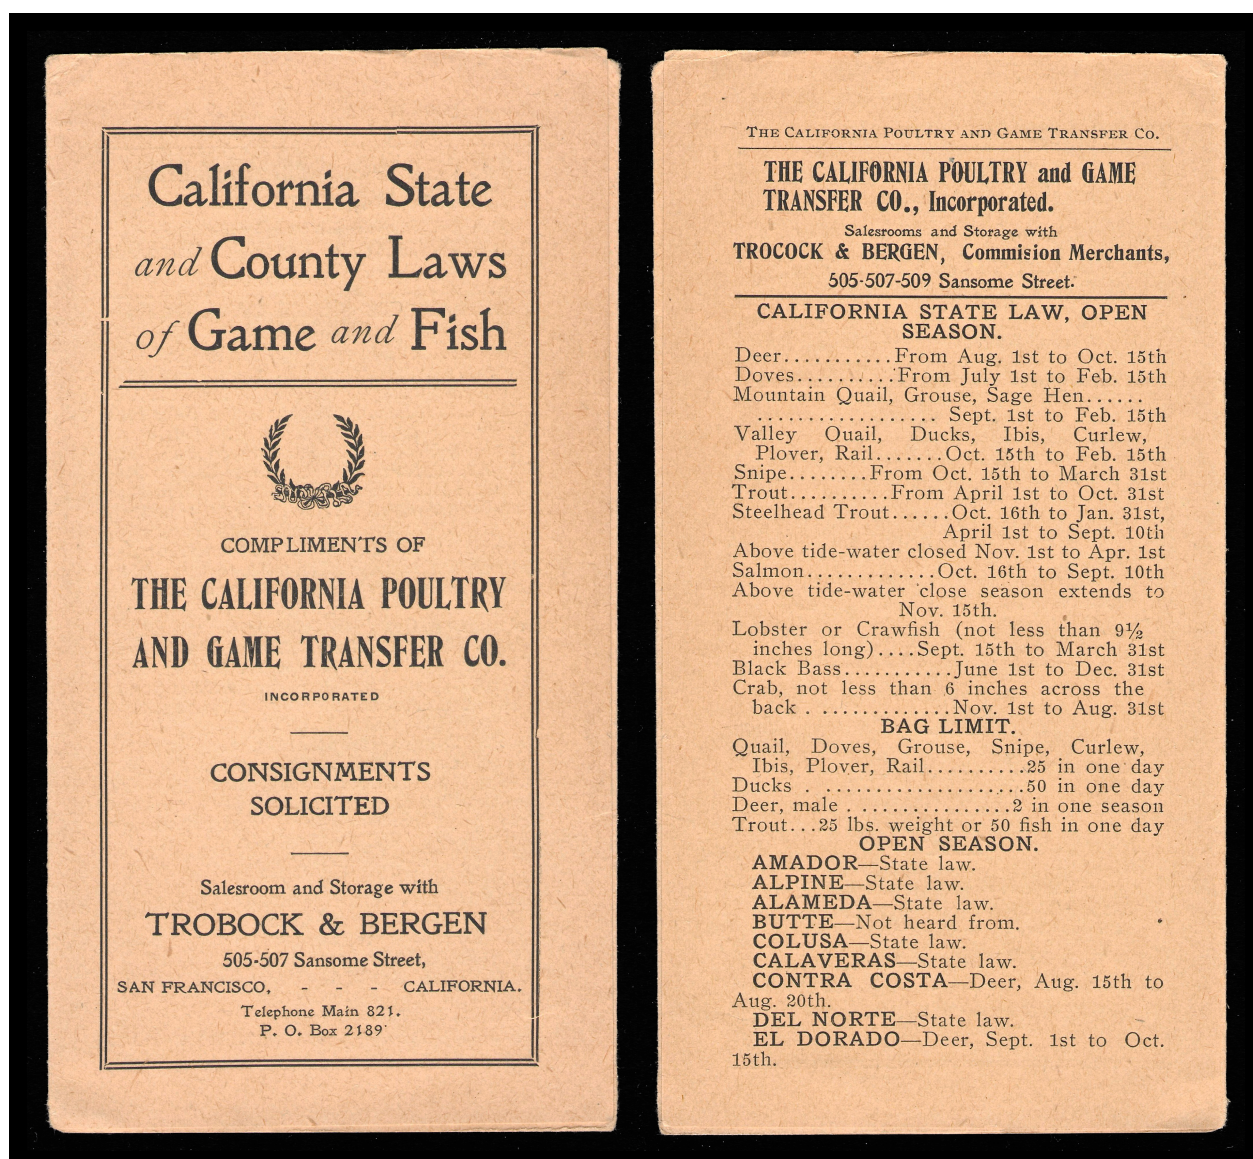 California State
and County Laws
of Game and Fish
COMPLIMENTS OF
THE CALIFORNIA POULTRY
AND GAME TRANSFER CO.
INCORPORATED
CONSIGNMENTS
SOLICITED
Salesroom and Storage with
TROBOCK & BERGEN
505-507 Sansome Street,
SAN FRANCISCO, - - - CALIFORNIA.
Telephone Main 821.
P. O. Box 2189
THE CALIFORNIA POULTRY AND GAME TRANSFER CO.
THE CALIFORNIA POULTRY and GAME
TRANSFER CO., Incorporated.
Salesrooms and Storage with
TROCOCK & BERGEN, Commision Merchants,
505-507-509 Sansome Street.
CALIFORNIA STATE LAW, OPEN
SEASON.
Deer...........From Aug. 1st to Oct. 15th
Doves..........From July 1st to Feb. 15th
Mountain Quail, Grouse, Sage Hen......
.................. Sept. 1st to Feb. 15th
Valley Quail, Ducks, Ibis, Curlew,
Plover, Rail.......Oct. 15th to Feb. 15th
Snipe........From Oct. 15th to March 31st
Trout..........From April 1st to Oct. 31st
Steelhead Trout......Oct. 16th to Jan. 31st,
April 1st to Sept. 10th
Above tide-water closed Nov. 1st to Apr. 1st
Salmon.............Oct. 16th to Sept. 10th
Above tide-water close season extends to
Nov. 15th.
Lobster or Crawfish (not less than 9½
inches long)....Sept. 15th to March 31st
Black Bass...........June 1st to Dec. 31st
Crab, not less than 6 inches across the
back . .............Nov. 1st to Aug. 31st
BAG LIMIT.
Quail, Doves, Grouse, Snipe, Curlew,
Ibis, Plover, Rail..........25 in one day
Ducks . ....................50 in one day
Deer, male . ...............2 in one season
Trout...25 lbs. weight or 50 fish in one day
OPEN SEASON.
AMADOR—State law.
ALPINE—State law.
ALAMEDA—State law.
BUTTE—Not heard from.
COLUSA—State law.
CALAVERAS—State law.
CONTRA COSTA—Deer, Aug. 15th to
Aug. 20th.
DEL NORTE—State law.
EL DORADO—Deer, Sept. 1st to Oct.
15th.